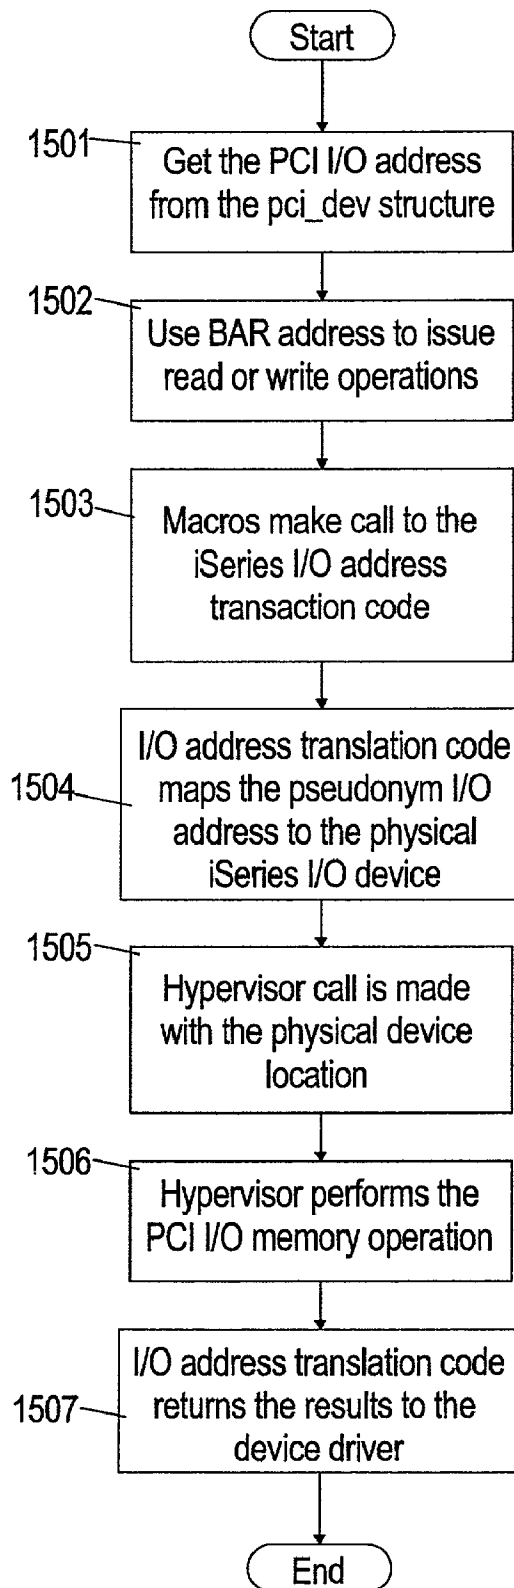 Start
1501
Get the PCI I/O address
from the pci_dev structure
1502
Use BAR address to issue
read or write operations
1503
Macros make call to the
iSeries I/O address
transaction code
1504
I/O address translation code
maps the pseudonym I/O
address to the physical
iSeries I/O device
1505
Hypervisor call is made
with the physical device
location
1506
Hypervisor performs the
PCI I/O memory operation
1507
I/O address translation code
returns the results to the
device driver
End